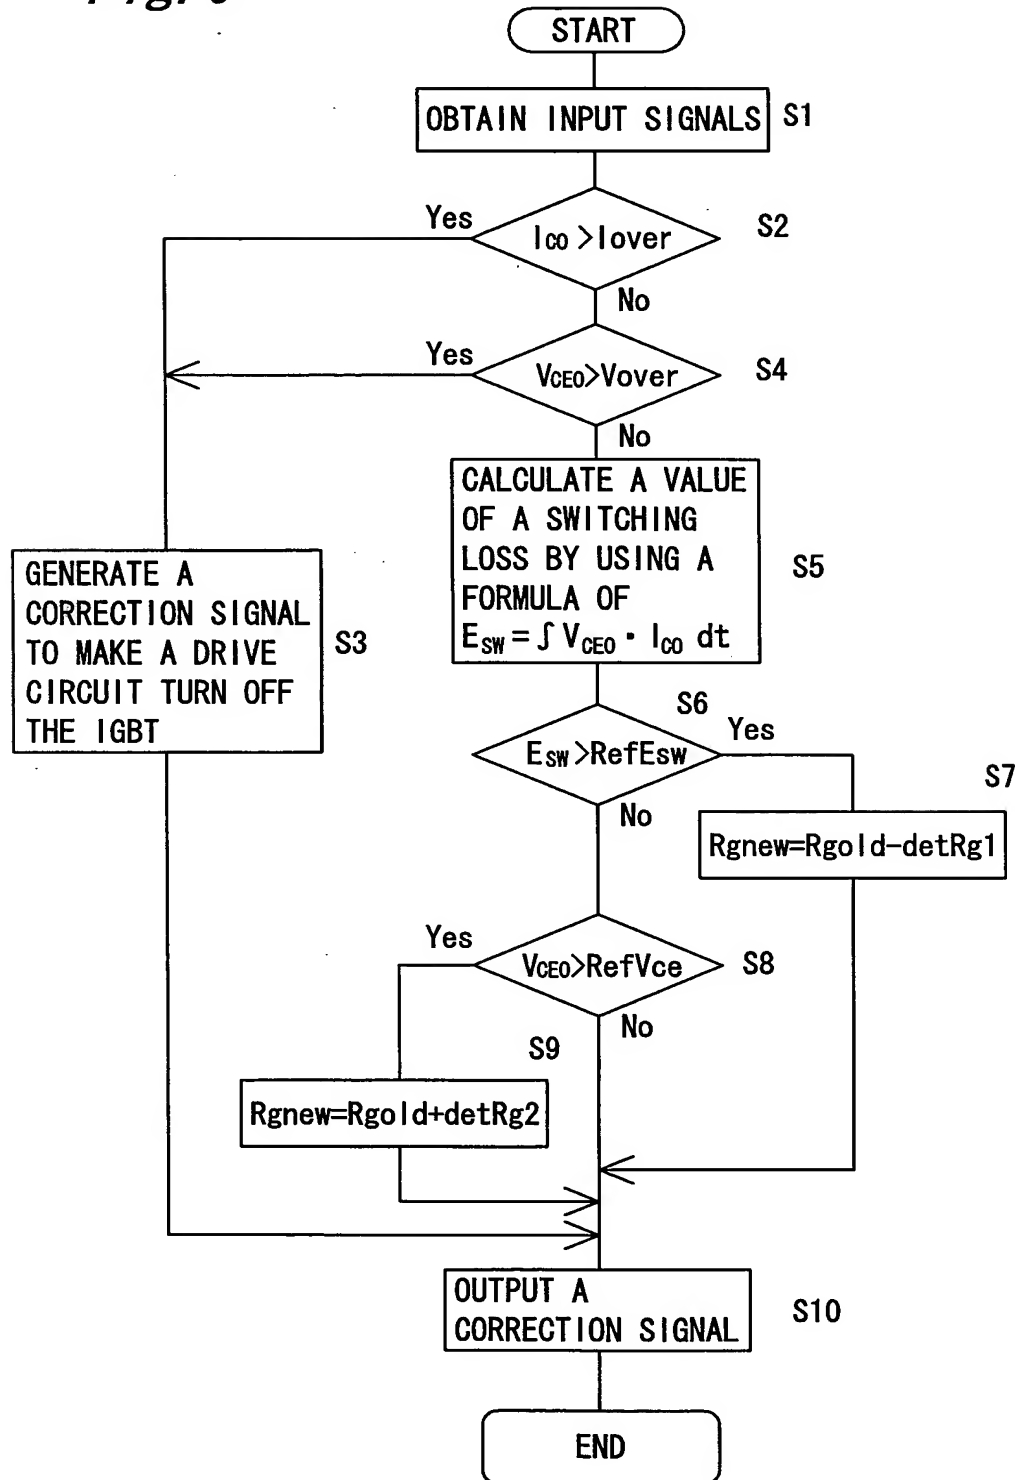 START
OBTAIN INPUT SIGNALS
S1
Ico >Iover
S2
Yes
No
VCEO>Vover
S4
Yes
No
CALCULATE A VALUE
OF A SWITCHING
LOSS BY USING A
FORMULA OF
ESW = ∫ VCEO · ICO dt
S5
GENERATE A
CORRECTION SIGNAL
TO MAKE A DRIVE
CIRCUIT TURN OFF
THE IGBT
S3
ESW >RefEsw
S6
Yes
No
Rgnew=Rgold-detRg1
S7
VCEO>RefVce
S8
Yes
No
Rgnew=Rgold+detRg2
S9
OUTPUT A
CORRECTION SIGNAL
S10
END